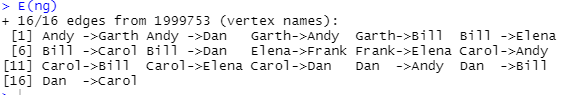 > E(ng)
+ 16/16 edges from 1999753 (vertex names):
 [1] Andy ->Garth Andy ->Dan   Garth->Andy  Garth->Bill  Bill ->Elena
 [6] Bill ->Carol Bill ->Dan   Elena->Frank Frank->Elena Carol->Andy
[11] Carol->Bill  Carol->Elena Carol->Dan   Dan  ->Andy  Dan  ->Bill
[16] Dan  ->Carol